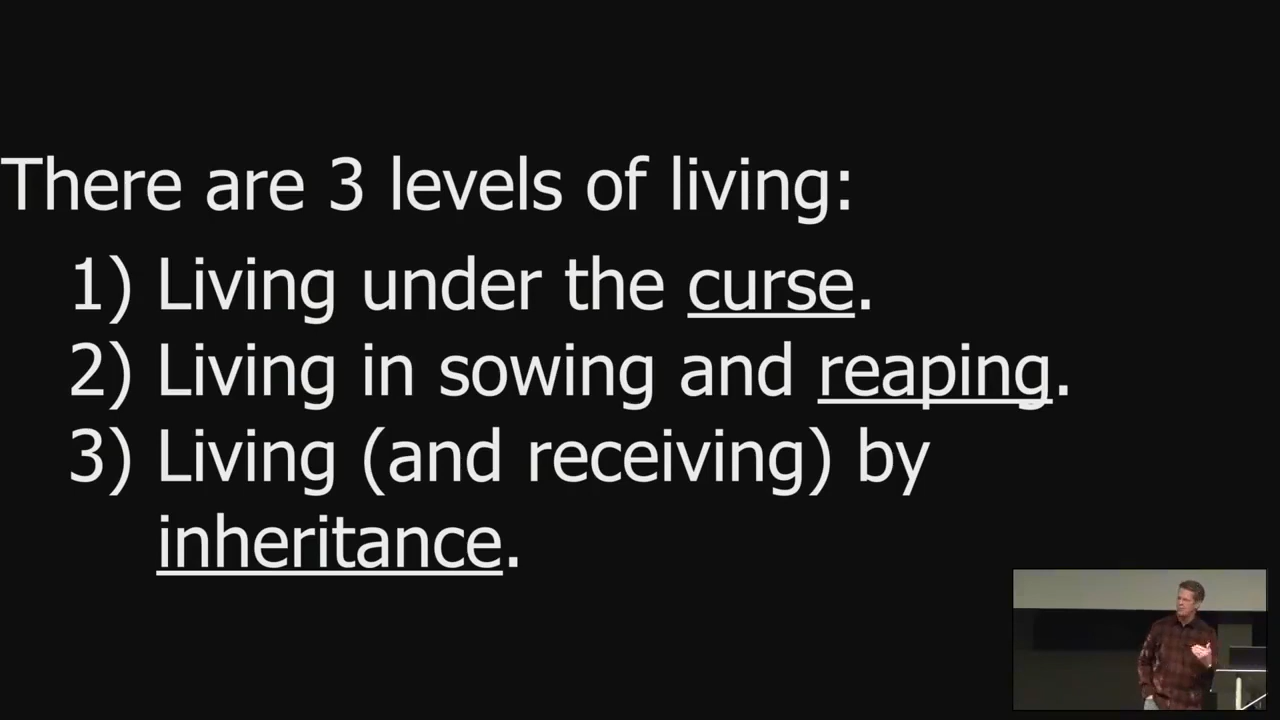 There are 3 levels of living:
1) Living under the curse.
2) Living in sowing and reaping.
3) Living (and receiving) by
inheritance.